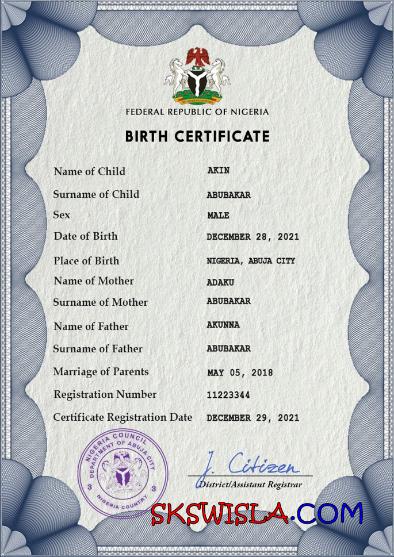 FEDERAL REPUBLIC OF NIGERIA
BIRTH CERTIFICATE
Name of Child AKIN
Surname of Child ABUBAKAR
Sex MALE
Date of Birth DECEMBER 28, 2021
Place of Birth NIGERIA, ABUJA CITY
Name of Mother ADAKU
Surname of Mother ABUBAKAR
Name of Father AKUNNA
Surname of Father ABUBAKAR
Marriage of Parents MAY 05, 2018
Registration Number 11223344
Certificate Registration Date DECEMBER 29, 2021
NIGERIA COUNCIL
DEPARTMENT OF ABUJA CITY
NIGERIA COUNTRY
J. Citizen
District/Assistant Registrar
SKSWISLA.COM